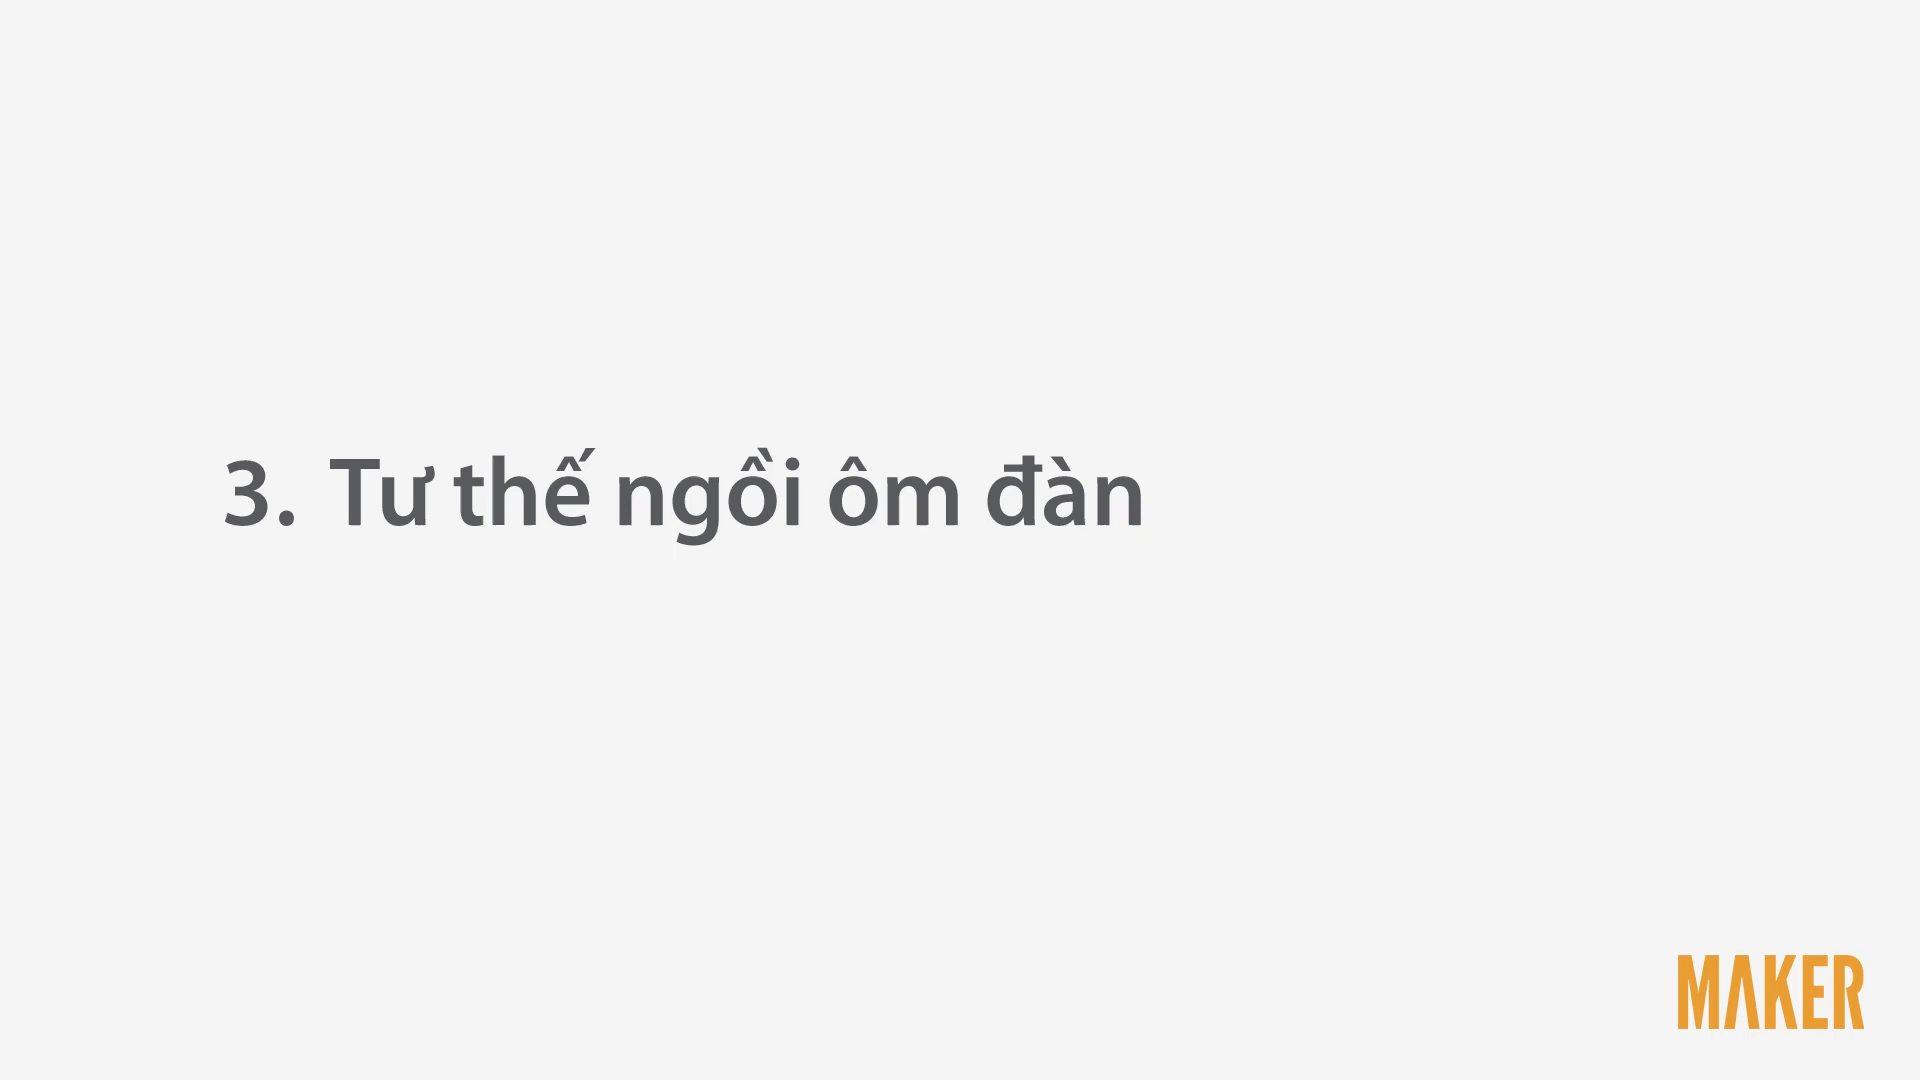 3. Tư thế ngồi ôm đàn
MAKER